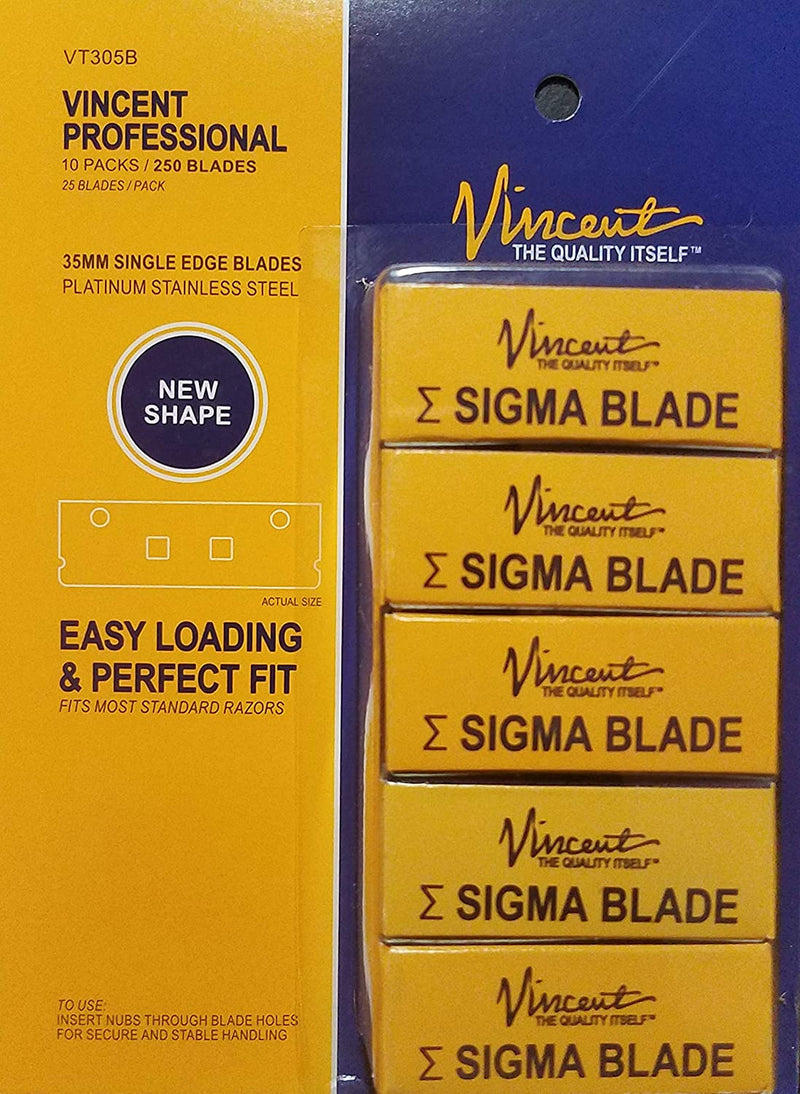 VT305B
VINCENT
PROFESSIONAL
10 PACKS / 250 BLADES
25 BLADES / PACK
35MM SINGLE EDGE BLADES
PLATINUM STAINLESS STEEL
NEW
SHAPE
ACTUAL SIZE
EASY LOADING
& PERFECT FIT
FITS MOST STANDARD RAZORS
TO USE:
INSERT NUBS THROUGH BLADE HOLES
FOR SECURE AND STABLE HANDLING
Vincent
THE QUALITY ITSELF™
Vincent
THE QUALITY ITSELF™
Σ SIGMA BLADE
Vincent
THE QUALITY ITSELF™
Σ SIGMA BLADE
Vincent
THE QUALITY ITSELF™
Σ SIGMA BLADE
Vincent
THE QUALITY ITSELF™
Σ SIGMA BLADE
Vincent
THE QUALITY ITSELF™
Σ SIGMA BLADE